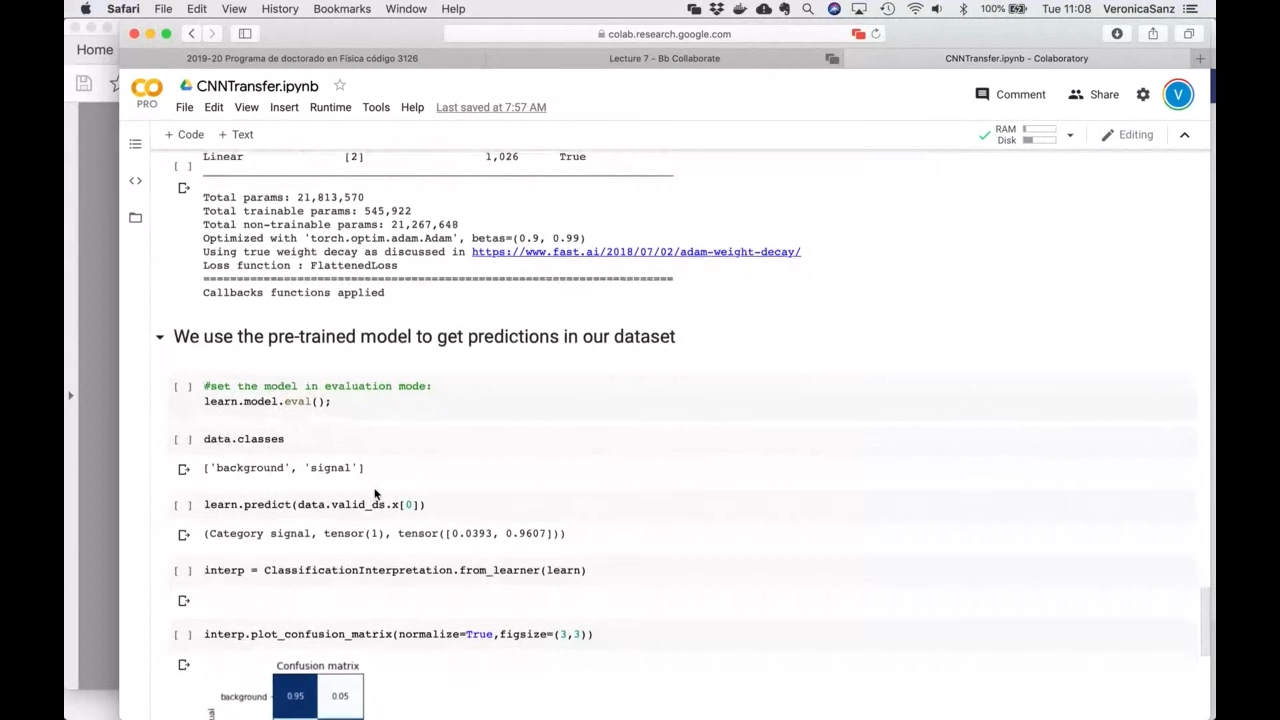 Safari File Edit View History Bookmarks Window Help 100% Tue 11:08 VeronicaSanz
Home
colab.research.google.com
2019-20 Programa de doctorado en Física código 3126 Lecture 7 - Bb Collaborate CNNTransfer.ipynb - Colaboratory
CO
PRO
CNNTransfer.ipynb
File Edit View Insert Runtime Tools Help Last saved at 7:57 AM
Comment Share V
+ Code + Text
RAM
Disk
Editing
Linear [2] 1,026 True
[ ]
Total params: 21,813,570
Total trainable params: 545,922
Total non-trainable params: 21,267,648
Optimized with 'torch.optim.adam.Adam', betas=(0.9, 0.99)
Using true weight decay as discussed in https://www.fast.ai/2018/07/02/adam-weight-decay/
Loss function : FlattenedLoss
======================================================================
Callbacks functions applied
We use the pre-trained model to get predictions in our dataset
[ ] #set the model in evaluation mode:
learn.model.eval();
[ ] data.classes
['background', 'signal']
[ ] learn.predict(data.valid_ds.x[0])
(Category signal, tensor(1), tensor([0.0393, 0.9607]))
[ ] interp = ClassificationInterpretation.from_learner(learn)
[ ] interp.plot_confusion_matrix(normalize=True,figsize=(3,3))
Confusion matrix
background 0.95 0.05